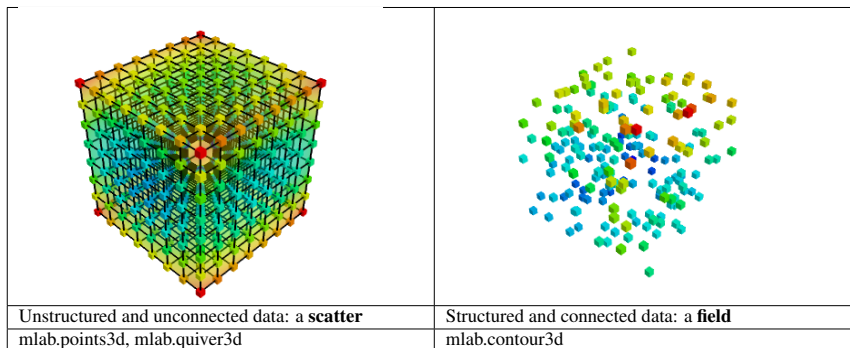 Unstructured and unconnected data: a scatter
Structured and connected data: a field
mlab.points3d, mlab.quiver3d
mlab.contour3d